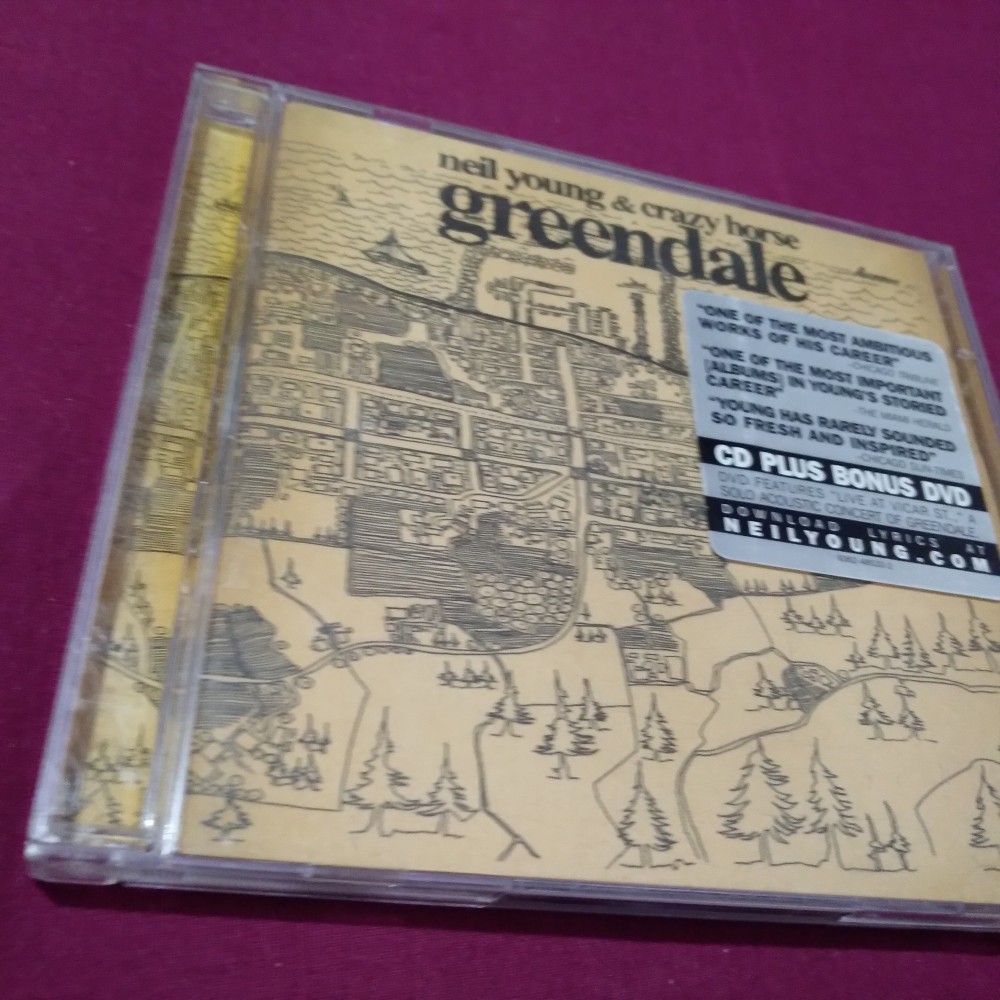 neil young & crazy horse
greendale
"ONE OF THE MOST AMBITIOUS
WORKS OF HIS CAREER"
-CHICAGO TRIBUNE
"ONE OF THE MOST IMPORTANT
[ALBUMS] IN YOUNG'S STORIED
CAREER"
-THE MIAMI HERALD
"YOUNG HAS RARELY SOUNDED
SO FRESH AND INSPIRED"
-CHICAGO SUN-TIMES
CD PLUS BONUS DVD
DVD FEATURES "LIVE AT VICAR ST." A
SOLO ACOUSTIC CONCERT OF GREENDALE
DOWNLOAD LYRICS AT
NEILYOUNG.COM